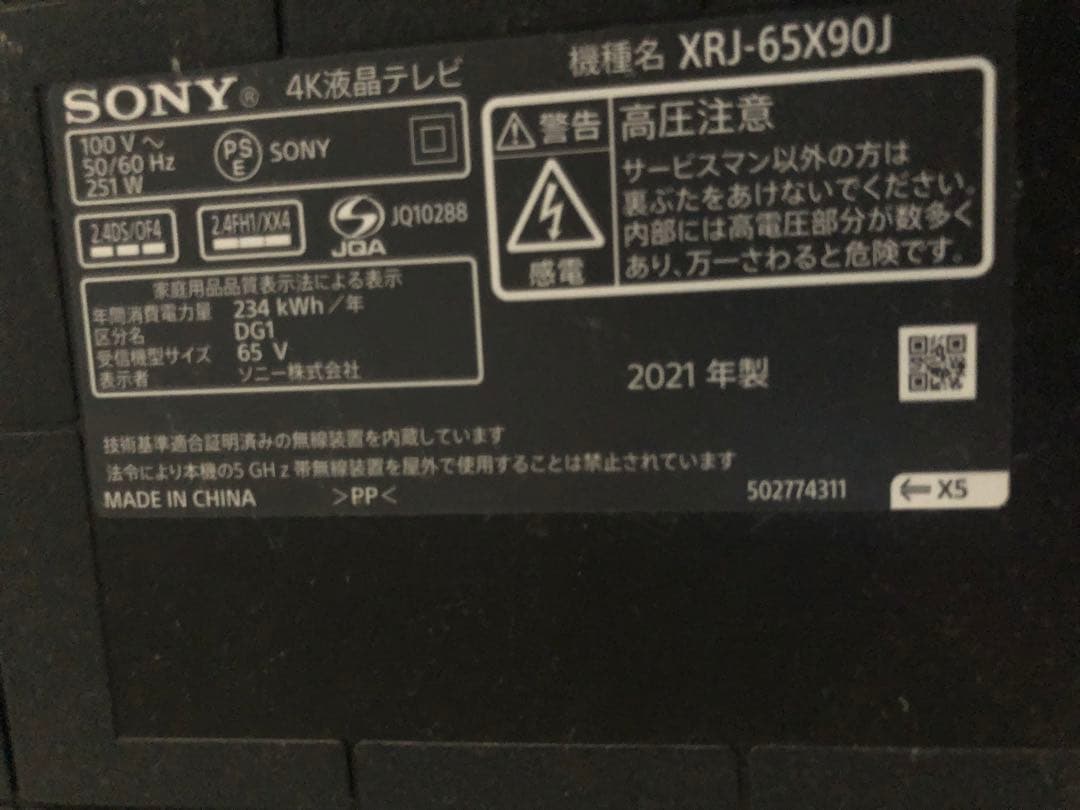 SONY® 4K液晶テレビ
機種名 XRJ-65X90J
100 V ～
50/60 Hz
251 W
PS
E
SONY
2.4DS/OF4
2.4FH1/XX4
JQA
JQ10288
家庭用品品質表示法による表示
年間消費電力量 234 kWh／年
区分名 DG1
受信機型サイズ 65 V
表示者 ソニー株式会社
警告
感電
高圧注意
サービスマン以外の方は
裏ぶたをあけないでください。
内部には高電圧部分が数多く
あり、万一さわると危険です。
2021 年製
技術基準適合証明済みの無線装置を内蔵しています
法令により本機の5 GHz帯無線装置を屋外で使用することは禁止されています
MADE IN CHINA >PP<
502774311
← X5